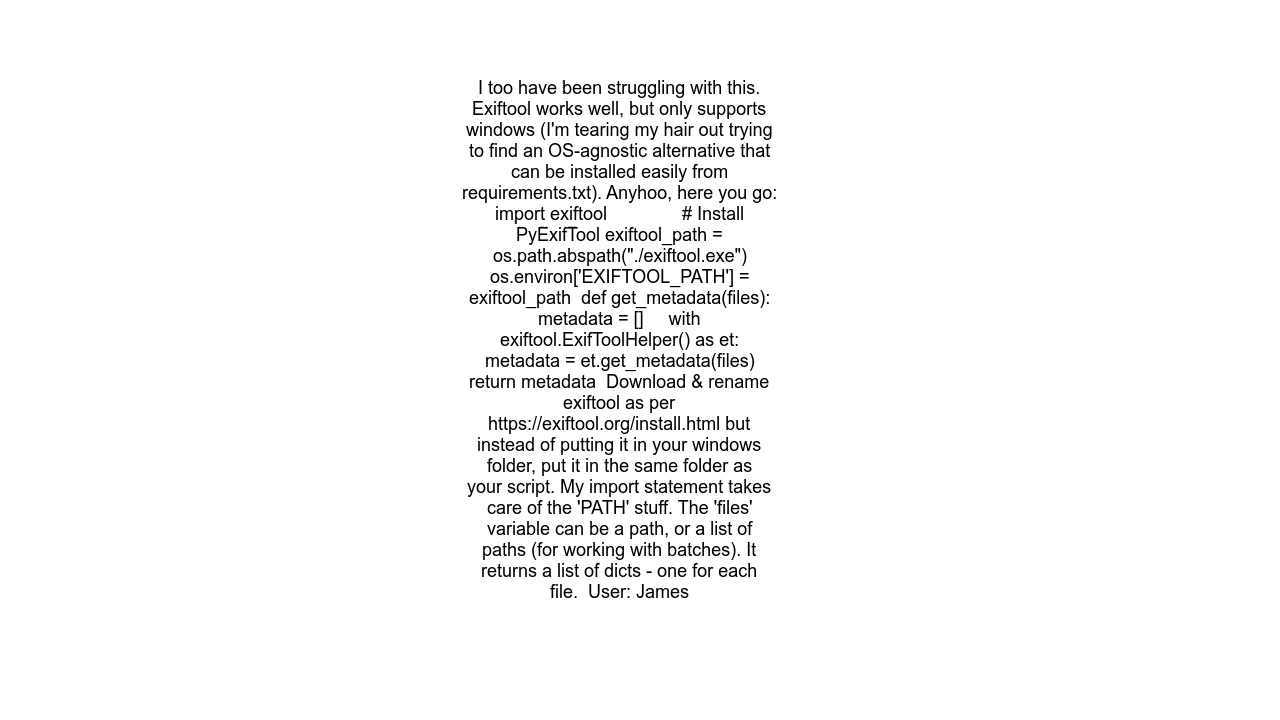 I too have been struggling with this.
Exiftool works well, but only supports
windows (I'm tearing my hair out trying
to find an OS-agnostic alternative that
can be installed easily from
requirements.txt). Anyhoo, here you go:
import exiftool               # Install
PyExifTool exiftool_path =
os.path.abspath("./exiftool.exe")
os.environ['EXIFTOOL_PATH'] =
exiftool_path  def get_metadata(files):
metadata = []     with
exiftool.ExifToolHelper() as et:
metadata = et.get_metadata(files)
return metadata  Download & rename
exiftool as per
https://exiftool.org/install.html but
instead of putting it in your windows
folder, put it in the same folder as
your script. My import statement takes
care of the 'PATH' stuff. The 'files'
variable can be a path, or a list of
paths (for working with batches). It
returns a list of dicts - one for each
file.  User: James